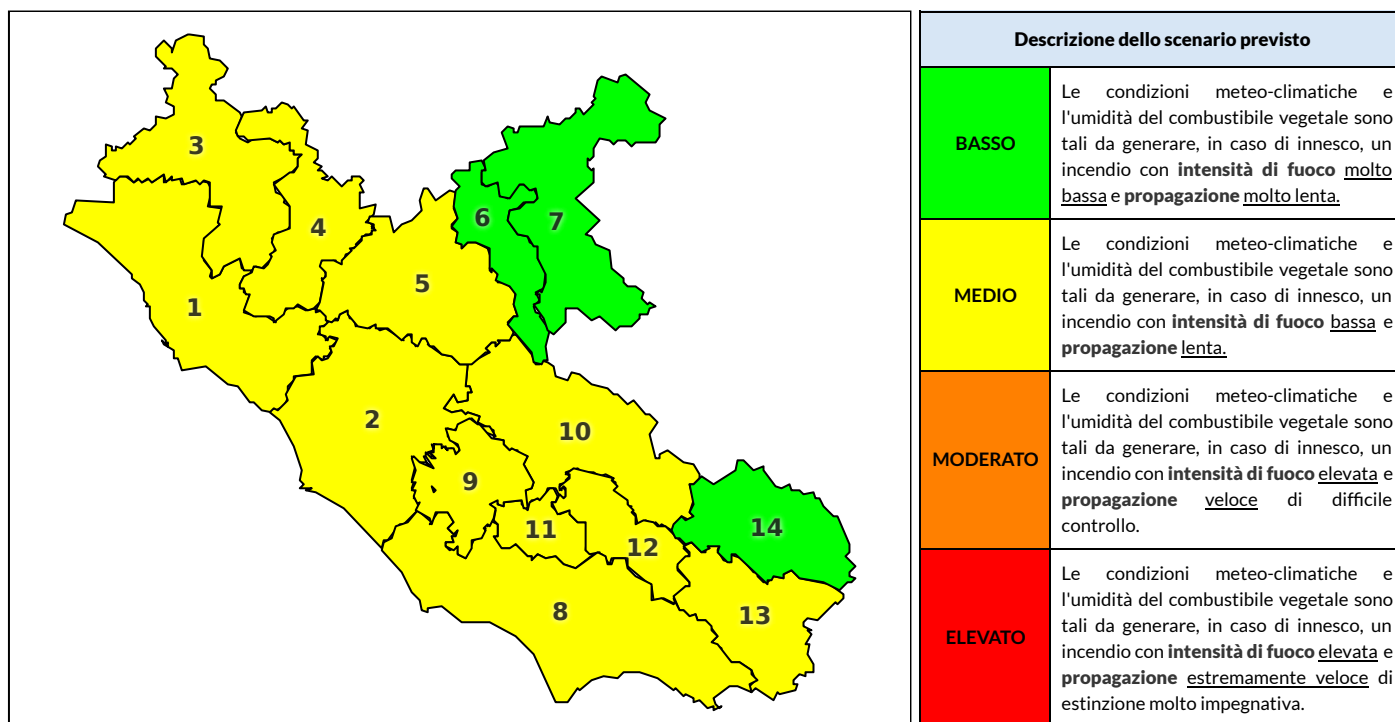 3
4
6
7
5
1
2
10
9
11
12
14
8
13
Descrizione dello scenario previsto
BASSO
Le condizioni meteo-climatiche e
l'umidità del combustibile vegetale sono
tali da generare, in caso di innesco, un
incendio con intensità di fuoco molto
bassa e propagazione molto lenta.
MEDIO
Le condizioni meteo-climatiche e
l'umidità del combustibile vegetale sono
tali da generare, in caso di innesco, un
incendio con intensità di fuoco bassa e
propagazione lenta.
MODERATO
Le condizioni meteo-climatiche e
l'umidità del combustibile vegetale sono
tali da generare, in caso di innesco, un
incendio con intensità di fuoco elevata e
propagazione veloce di difficile
controllo.
ELEVATO
Le condizioni meteo-climatiche e
l'umidità del combustibile vegetale sono
tali da generare, in caso di innesco, un
incendio con intensità di fuoco elevata e
propagazione estremamente veloce di
estinzione molto impegnativa.